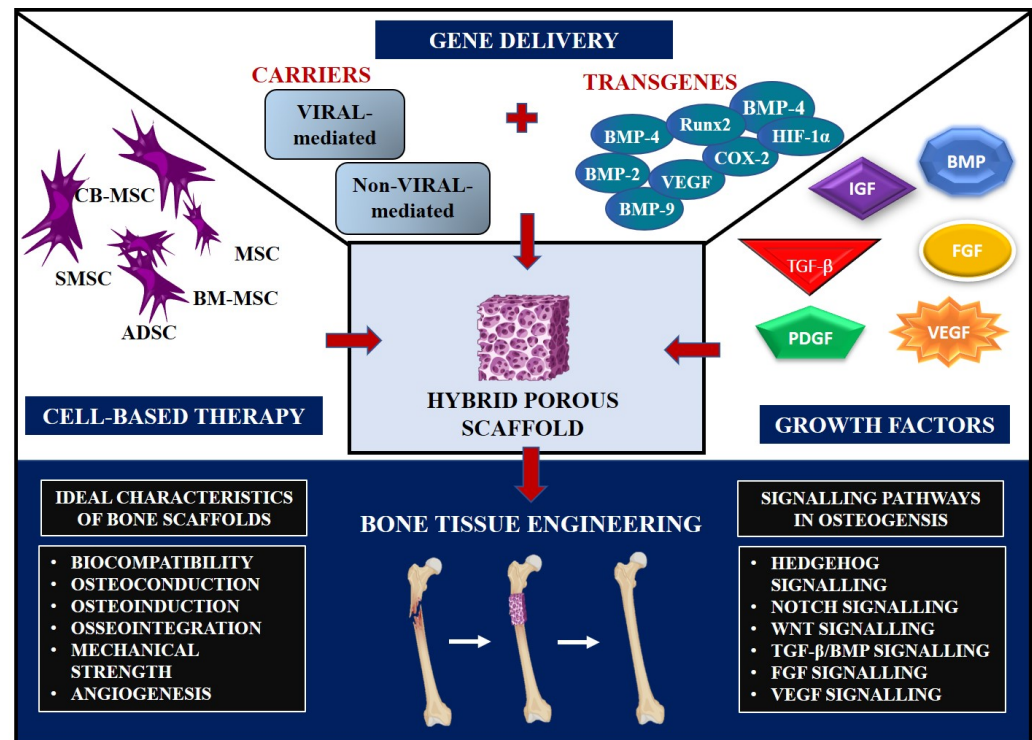 GENE DELIVERY
CARRIERS
VIRAL-
mediated
Non-VIRAL-
mediated
TRANSGENES
BMP-4
Runx2
BMP-4
HIF-1α
COX-2
BMP-2
VEGF
BMP-9
CB-MSC
MSC
SMSC
BM-MSC
ADSC
CELL-BASED THERAPY
IGF
BMP
TGF-β
FGF
PDGF
VEGF
GROWTH FACTORS
HYBRID POROUS
SCAFFOLD
IDEAL CHARACTERISTICS
OF BONE SCAFFOLDS
• BIOCOMPATIBILITY
• OSTEOCONDUCTION
• OSTEOINDUCTION
• OSSEOINTEGRATION
• MECHANICAL
STRENGTH
• ANGIOGENESIS
BONE TISSUE ENGINEERING
SIGNALLING PATHWAYS
IN OSTEOGENSIS
• HEDGEHOG
SIGNALLING
• NOTCH SIGNALLING
• WNT SIGNALLING
• TGF-β/BMP SIGNALLING
• FGF SIGNALLING
• VEGF SIGNALLING